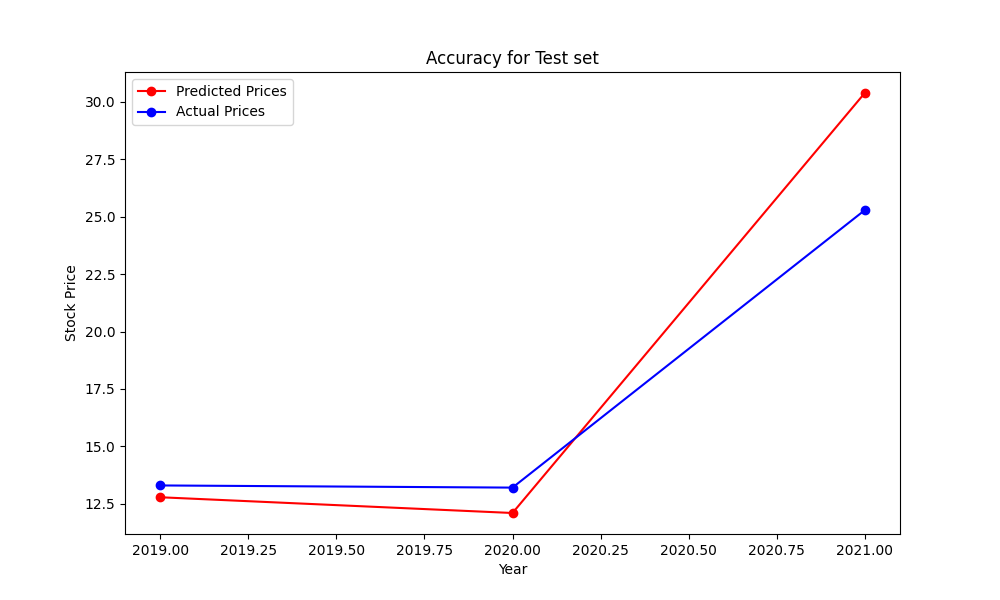 Accuracy for Test set
Predicted Prices
Actual Prices
30.0
27.5
25.0
22.5
20.0
17.5
15.0
12.5
Stock Price
2019.00 2019.25 2019.50 2019.75 2020.00 2020.25 2020.50 2020.75 2021.00
Year